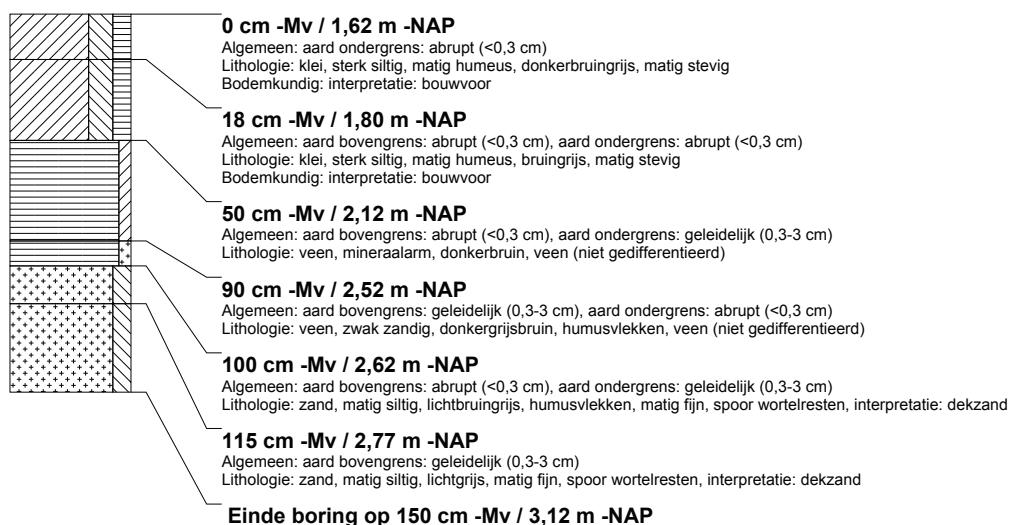 0 cm -Mv / 1,62 m -NAP
Algemeen: aard ondergrens: abrupt (<0,3 cm)
Lithologie: klei, sterk siltig, matig humeus, donkerbruingrijs, matig stevig
Bodemkundig: interpretatie: bouwvoor
18 cm -Mv / 1,80 m -NAP
Algemeen: aard bovengrens: abrupt (<0,3 cm), aard ondergrens: abrupt (<0,3 cm)
Lithologie: klei, sterk siltig, matig humeus, bruingrijs, matig stevig
Bodemkundig: interpretatie: bouwvoor
50 cm -Mv / 2,12 m -NAP
Algemeen: aard bovengrens: abrupt (<0,3 cm), aard ondergrens: geleidelijk (0,3-3 cm)
Lithologie: veen, mineraalarm, donkerbruin, veen (niet gedifferentieerd)
90 cm -Mv / 2,52 m -NAP
Algemeen: aard bovengrens: geleidelijk (0,3-3 cm), aard ondergrens: abrupt (<0,3 cm)
Lithologie: veen, zwak zandig, donkergrijsbruin, humusvlekken, veen (niet gedifferentieerd)
100 cm -Mv / 2,62 m -NAP
Algemeen: aard bovengrens: abrupt (<0,3 cm), aard ondergrens: geleidelijk (0,3-3 cm)
Lithologie: zand, matig siltig, lichtbruingrijs, humusvlekken, matig fijn, spoor wortelresten, interpretatie: dekzand
115 cm -Mv / 2,77 m -NAP
Algemeen: aard bovengrens: geleidelijk (0,3-3 cm)
Lithologie: zand, matig siltig, lichtgrijs, matig fijn, spoor wortelresten, interpretatie: dekzand
Einde boring op 150 cm -Mv / 3,12 m -NAP